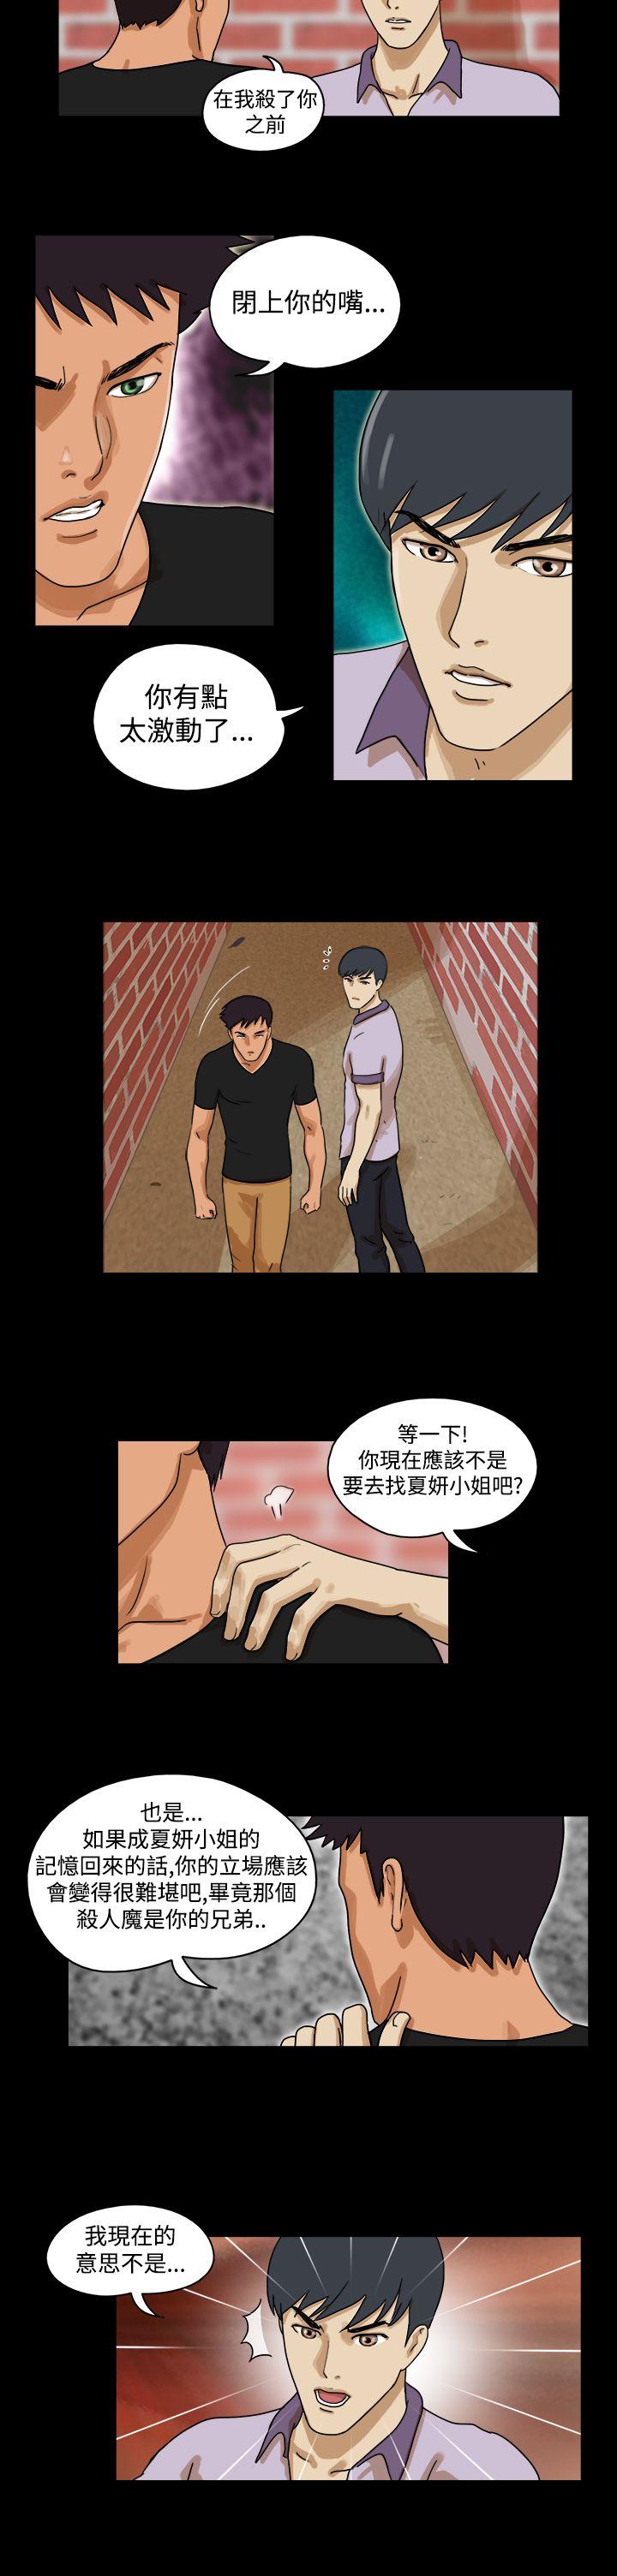 在我殺了你
之前
閉上你的嘴...
你有點
太激動了...
等一下!
你現在應該不是
要去找夏妍小姐吧?
也是...
如果成夏妍小姐的
記憶回來的話,你的立場應該
會變得很難堪吧,畢竟那個
殺人魔是你的兄弟..
我現在的
意思不是...